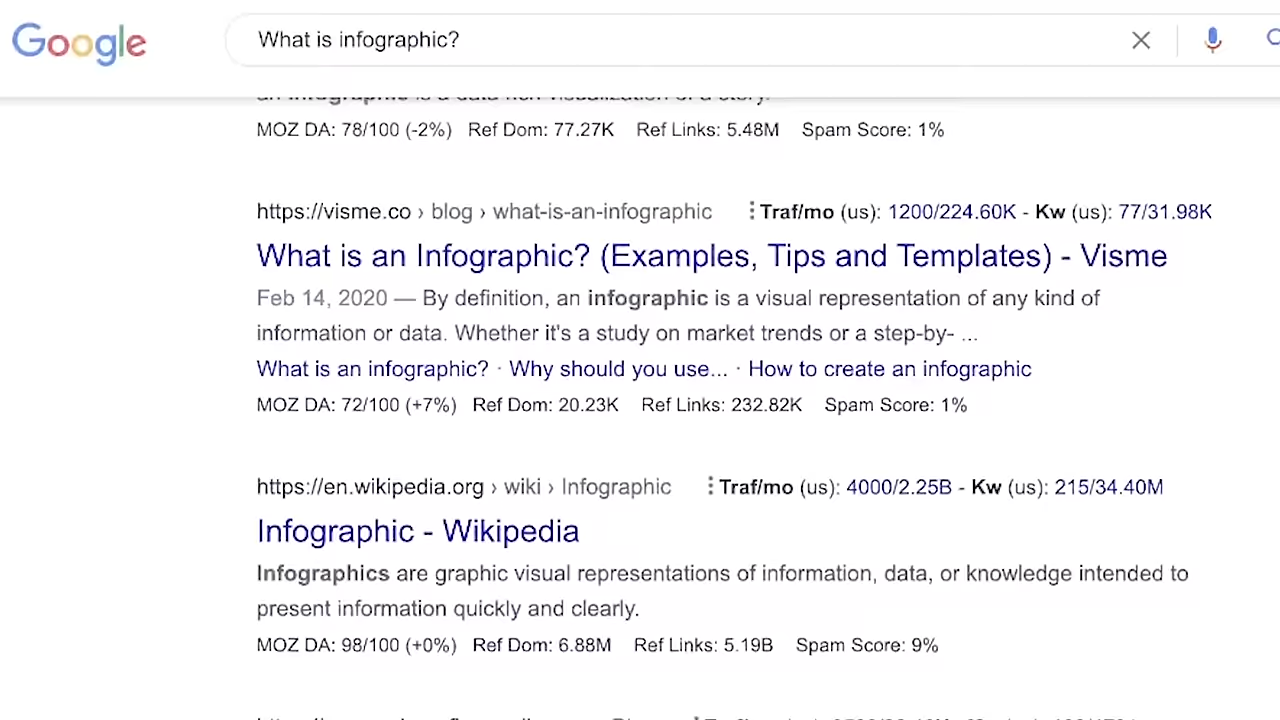 Google
What is infographic?
an infographic is a data-rich visualization of a story.
MOZ DA: 78/100 (-2%) Ref Dom: 77.27K Ref Links: 5.48M Spam Score: 1%
https://visme.co › blog › what-is-an-infographic Traf/mo (us): 1200/224.60K - Kw (us): 77/31.98K
What is an Infographic? (Examples, Tips and Templates) - Visme
Feb 14, 2020 — By definition, an infographic is a visual representation of any kind of
information or data. Whether it's a study on market trends or a step-by- ...
What is an infographic? · Why should you use... · How to create an infographic
MOZ DA: 72/100 (+7%) Ref Dom: 20.23K Ref Links: 232.82K Spam Score: 1%
https://en.wikipedia.org › wiki › Infographic Traf/mo (us): 4000/2.25B - Kw (us): 215/34.40M
Infographic - Wikipedia
Infographics are graphic visual representations of information, data, or knowledge intended to
present information quickly and clearly.
MOZ DA: 98/100 (+0%) Ref Dom: 6.88M Ref Links: 5.19B Spam Score: 9%